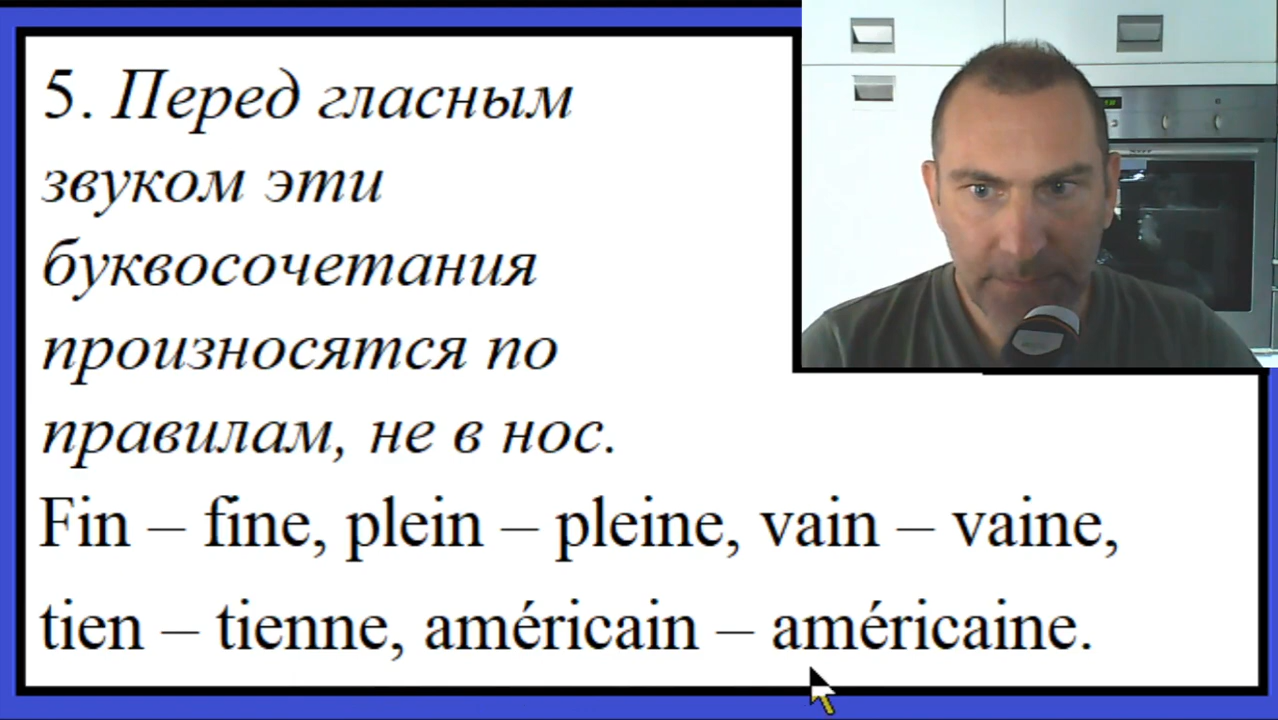 5. Перед гласным
звуком эти
буквосочетания
произносятся по
правилам, не в нос.
Fin – fine, plein – pleine, vain – vaine,
tien – tienne, américain – américaine.